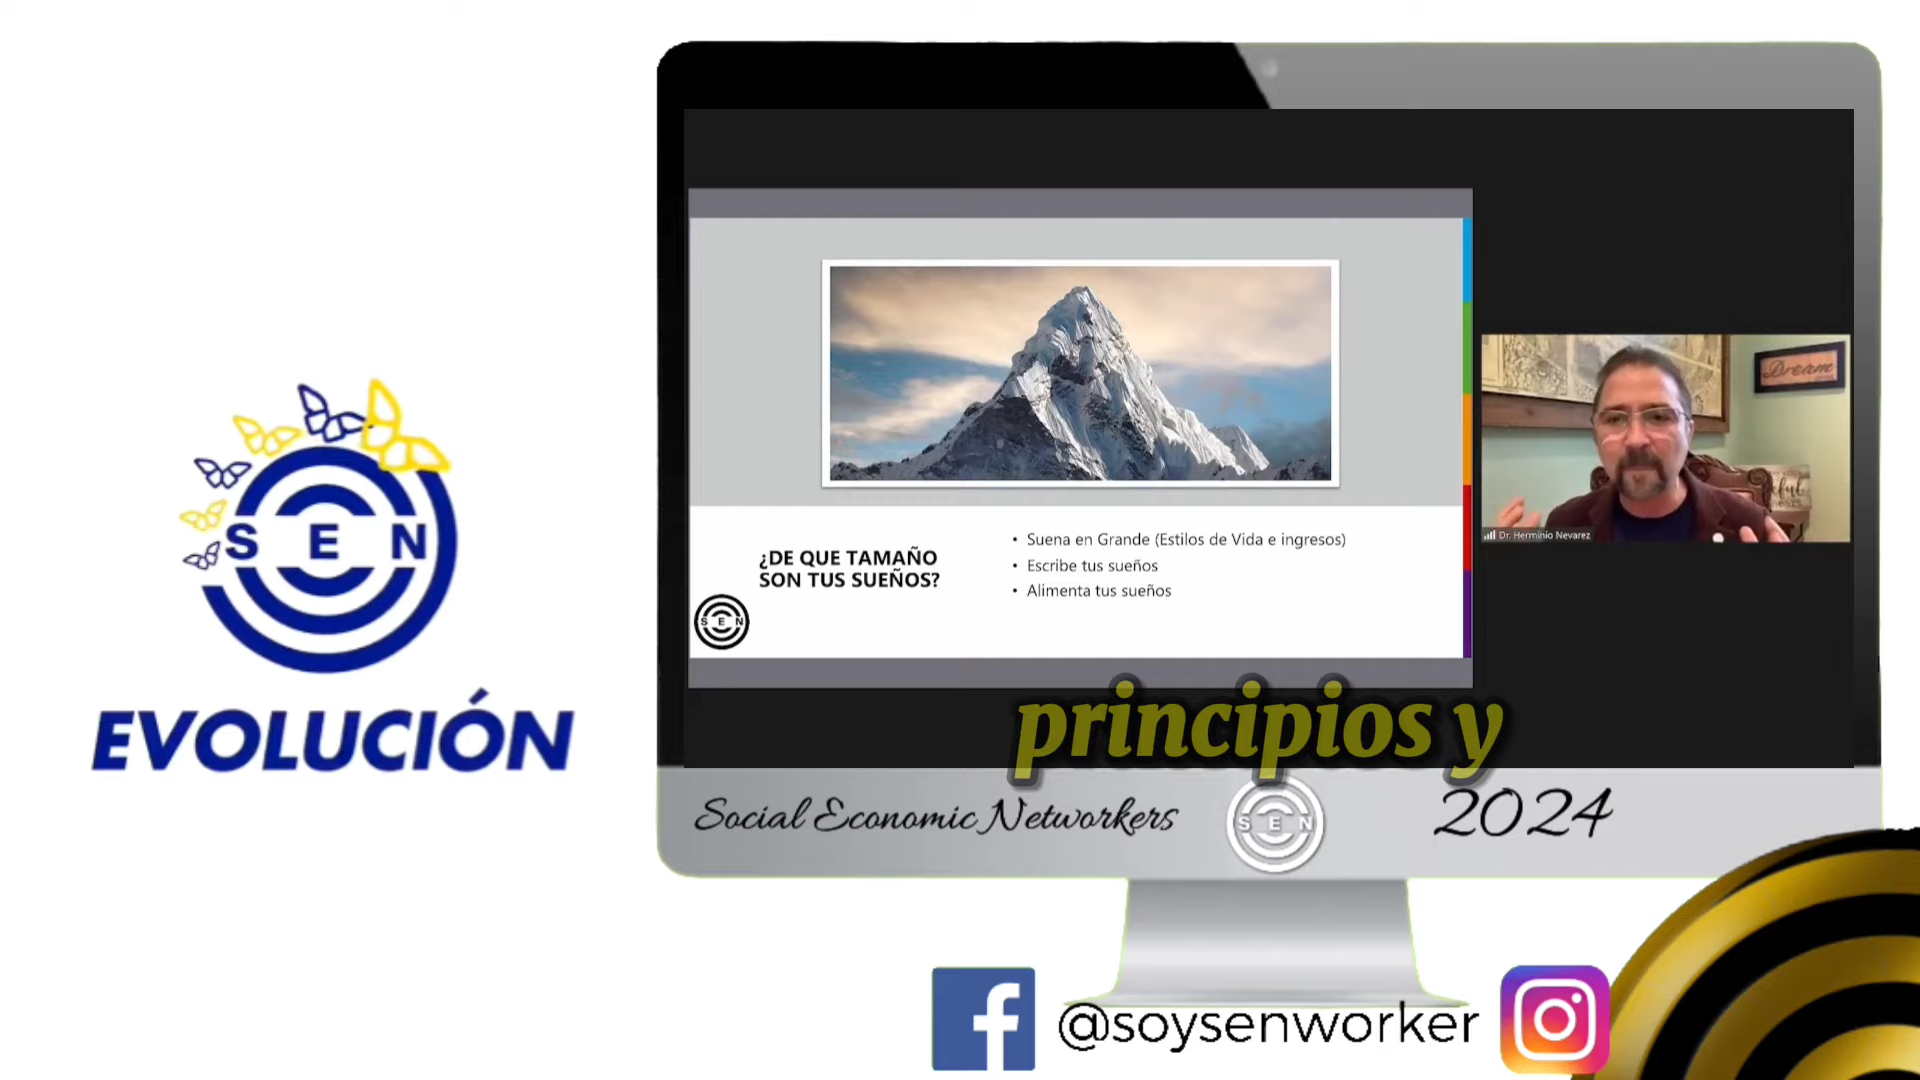 S E N
EVOLUCIÓN
¿DE QUE TAMAÑO
SON TUS SUEÑOS?
• Suena en Grande (Estilos de Vida e ingresos)
• Escribe tus sueños
• Alimenta tus sueños
S E N
Dream
Dr. Herminio Nevarez
principios y
Social Economic Networkers
S E N
2024
@soysenworker